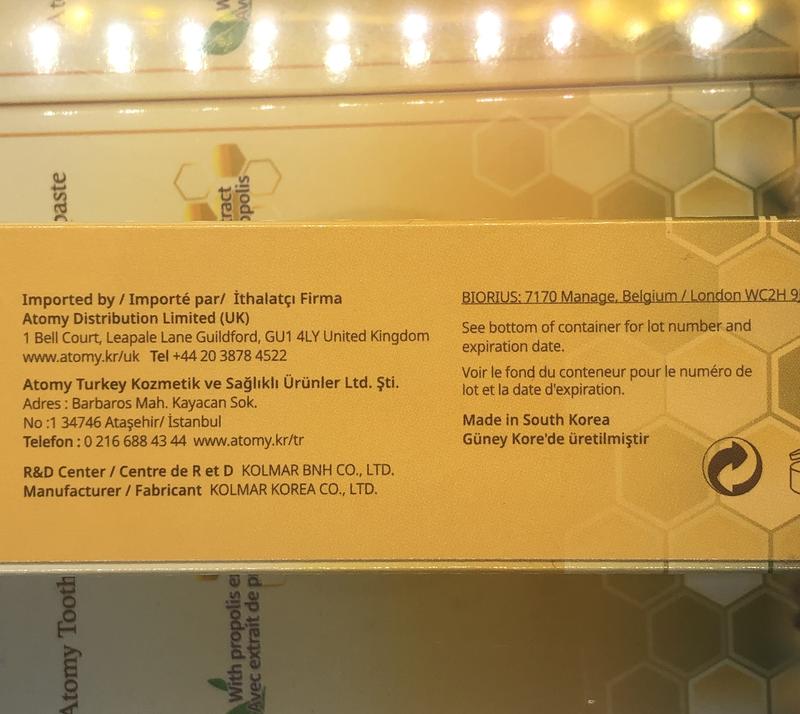 paste
ract
opolis
Imported by / Importé par/ İthalatçı Firma
Atomy Distribution Limited (UK)
1 Bell Court, Leapale Lane Guildford, GU1 4LY United Kingdom
www.atomy.kr/uk Tel +44 20 3878 4522
Atomy Turkey Kozmetik ve Sağlıklı Ürünler Ltd. Şti.
Adres : Barbaros Mah. Kayacan Sok.
No :1 34746 Ataşehir/ İstanbul
Telefon : 0 216 688 43 44 www.atomy.kr/tr
R&D Center / Centre de R et D KOLMAR BNH CO., LTD.
Manufacturer / Fabricant KOLMAR KOREA CO., LTD.
BIORIUS: 7170 Manage, Belgium / London WC2H 9
See bottom of container for lot number and
expiration date.
Voir le fond du conteneur pour le numéro de
lot et la date d'expiration.
Made in South Korea
Güney Kore'de üretilmiştir
Atomy Tooth
With propolis e
Avec extrait de p